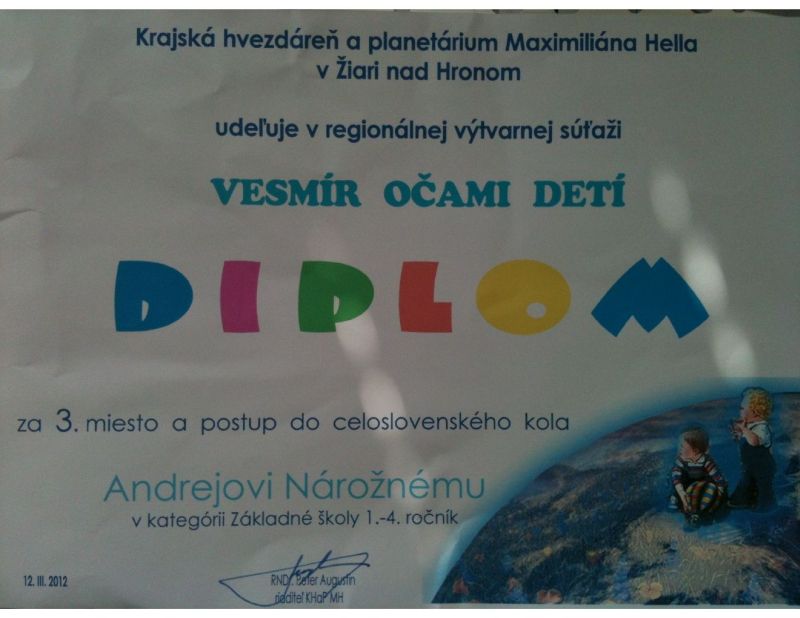 Krajská hvezdáreň a planetárium Maximiliána Hella
v Žiari nad Hronom
udeľuje v regionálnej výtvarnej súťaži
VESMÍR OČAMI DETÍ
DIPLOM
za 3. miesto a postup do celoslovenského kola
Andrejovi Nárožnému
v kategórii Základné školy 1.-4. ročník
12. III. 2012
RNDr. Peter Augustín
riaditeľ KHaP MH